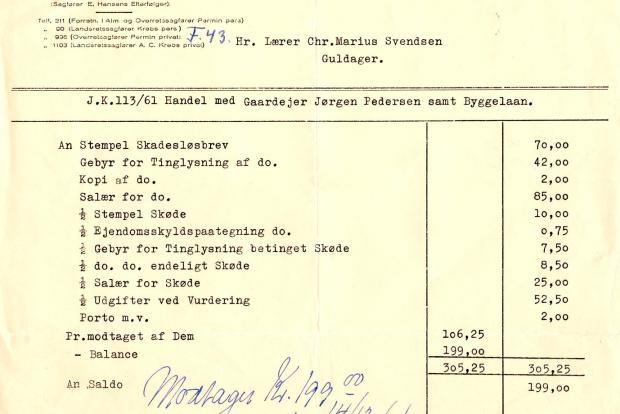 (Sagfører E. Hansens Efterfølger)
Telf. 211 (Forretn. i Alm. og Overretssagfører Permin pers)
„ 90 (Landsretssagfører Krebs pers.)
„ 936 (Overretssagfører Permin privat)
„ 1103 (Landsretssagfører A. C. Krebs privat)
F.43.
Hr. Lærer Chr.Marius Svendsen
Guldager.
J.K.113/61 Handel med Gaardejer Jørgen Pedersen samt Byggelaan.
An Stempel Skadesløsbrev 70,00
Gebyr for Tinglysning af do. 42,00
Kopi af do. 2,00
Salær for do. 85,00
½ Stempel Skøde 10,00
½ Ejendomsskyldspaategning do. 0,75
½ Gebyr for Tinglysning betinget Skøde 7,50
½ do. do. endeligt Skøde 8,50
½ Salær for Skøde 25,00
½ Udgifter ved Vurdering 52,50
Porto m.v. 2,00
Pr.modtaget af Dem 106,25
- Balance 199,00
305,25 305,25
An Saldo 199,00
Modtaget Kr. 199 00